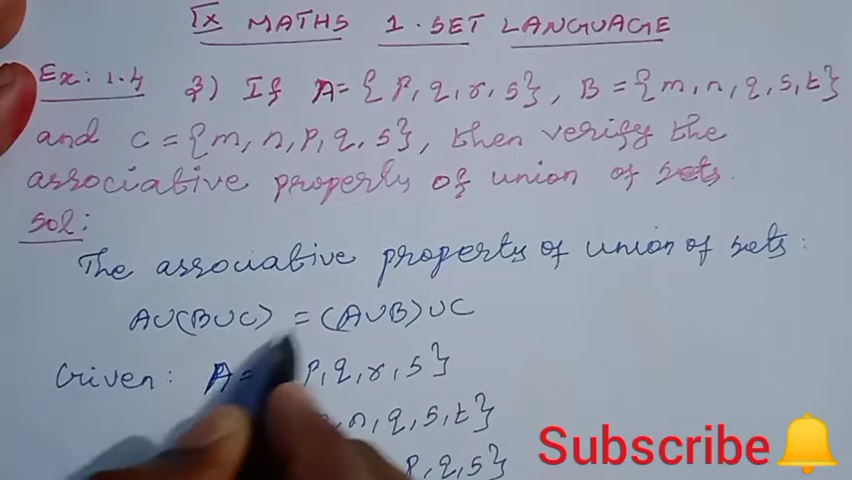 IX MATHS 1. SET LANGUAGE
Ex: 1.4 3) If A = {p, q, r, s}, B = {m, n, q, s, t}
and C = {m, n, p, q, s}, then verify the
associative property of union of sets.
Sol:
The associative property of union of sets:
A∪(B∪C) = (A∪B)∪C
Given: A = p, q, r, s}
n, q, s, t}
p, q, s}
Subscribe